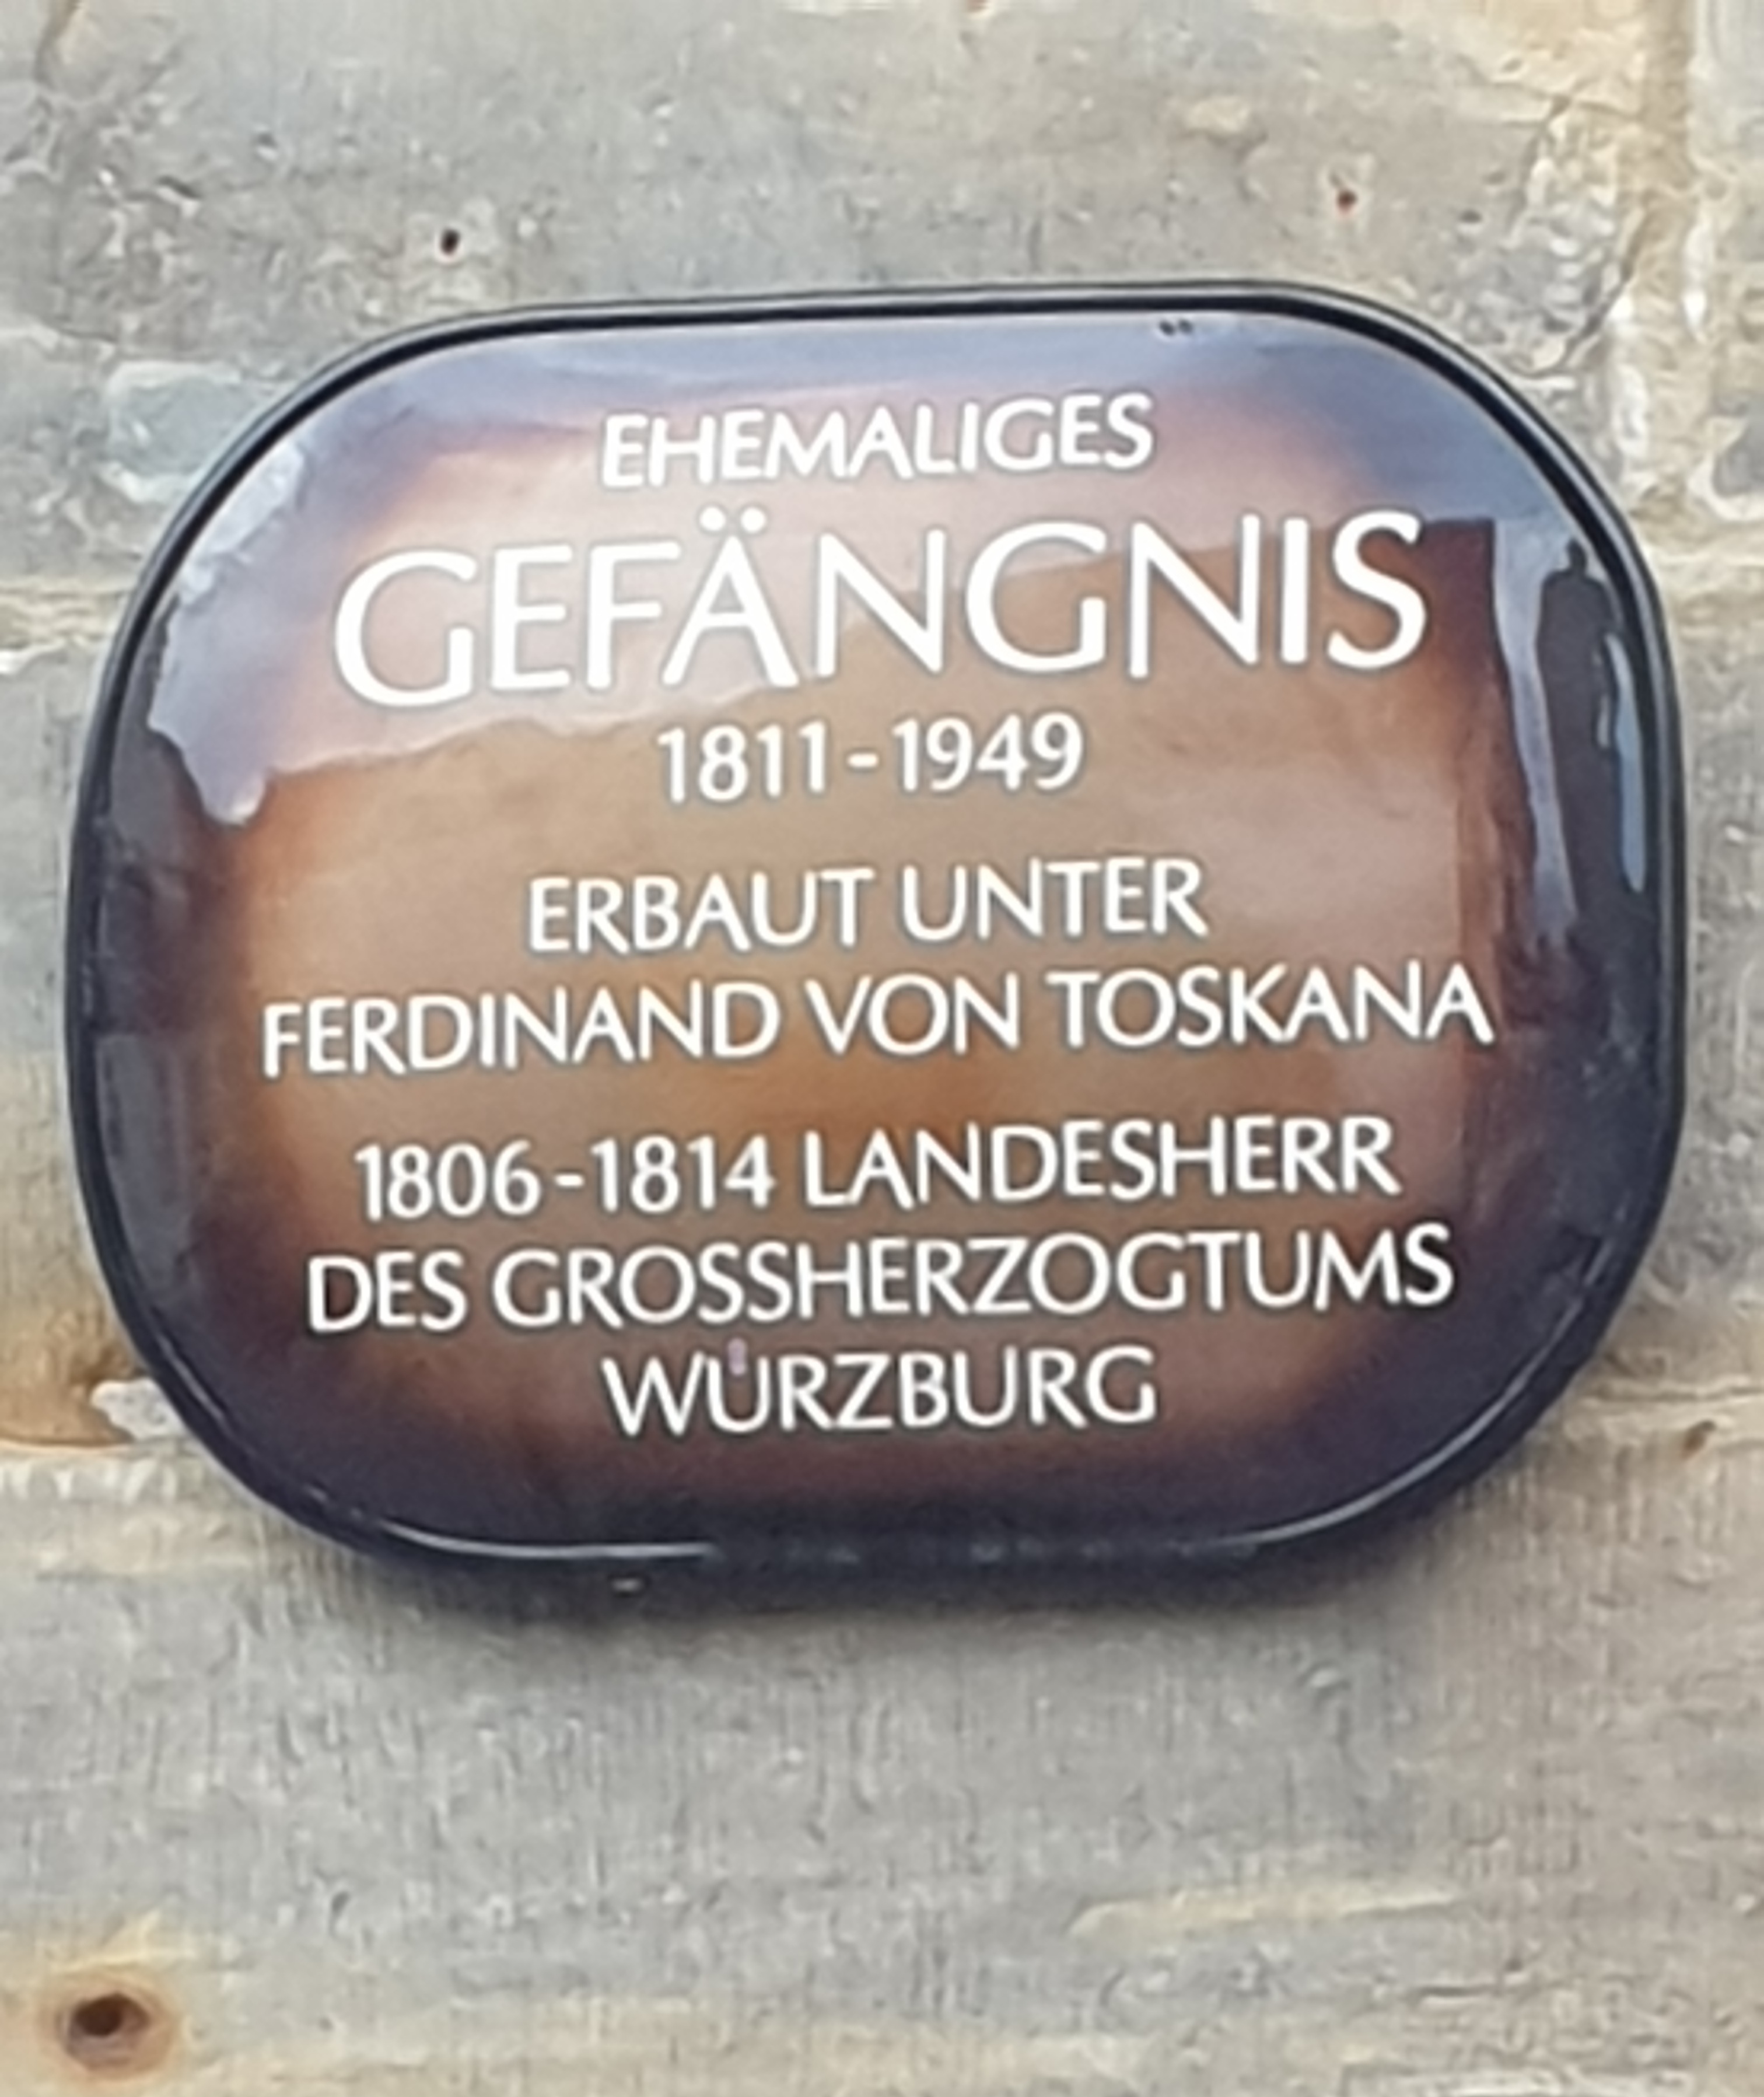 EHEMALIGES
GEFÄNGNIS
1811-1949
ERBAUT UNTER
FERDINAND VON TOSKANA
1806-1814 LANDESHERR
DES GROSSHERZOGTUMS
WÜRZBURG